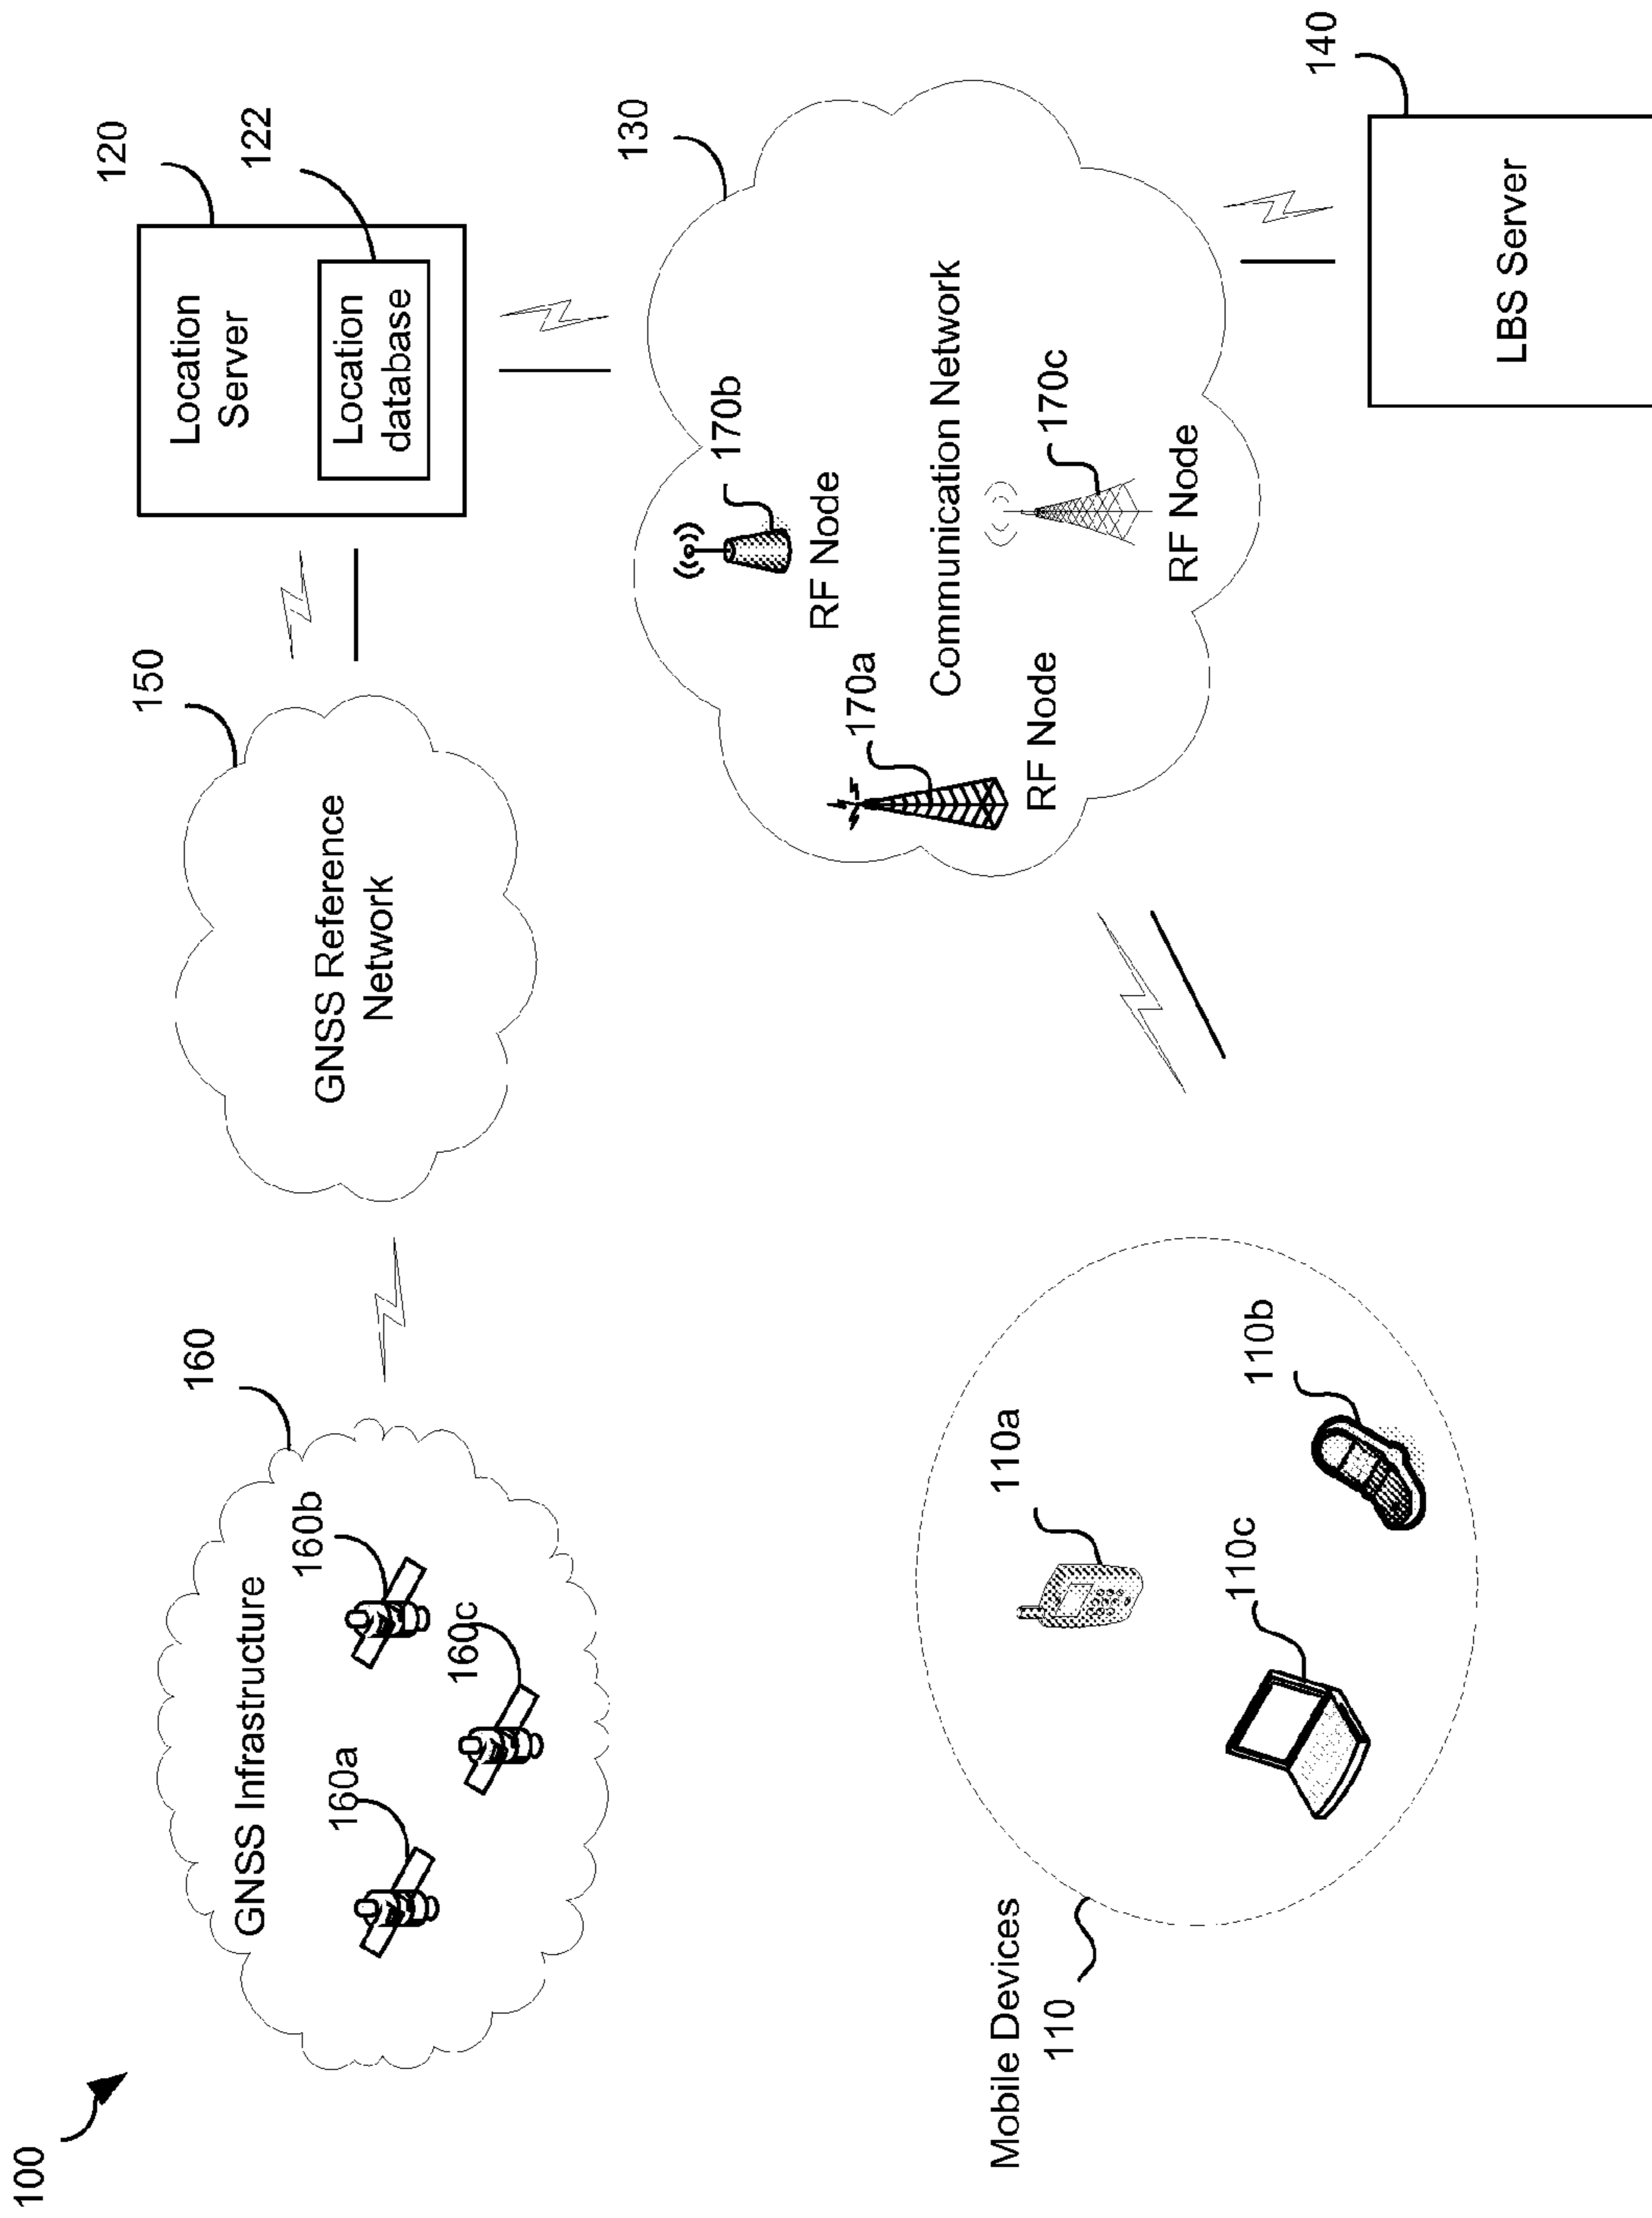 100
GNSS Infrastructure
160
160a
160b
160c
150
GNSS Reference
Network
120
122
Location
Server
Location
database
Mobile Devices
110
110a
110b
110c
130
170a
RF Node
170b
RF Node
Communication Network
170c
RF Node
140
LBS Server